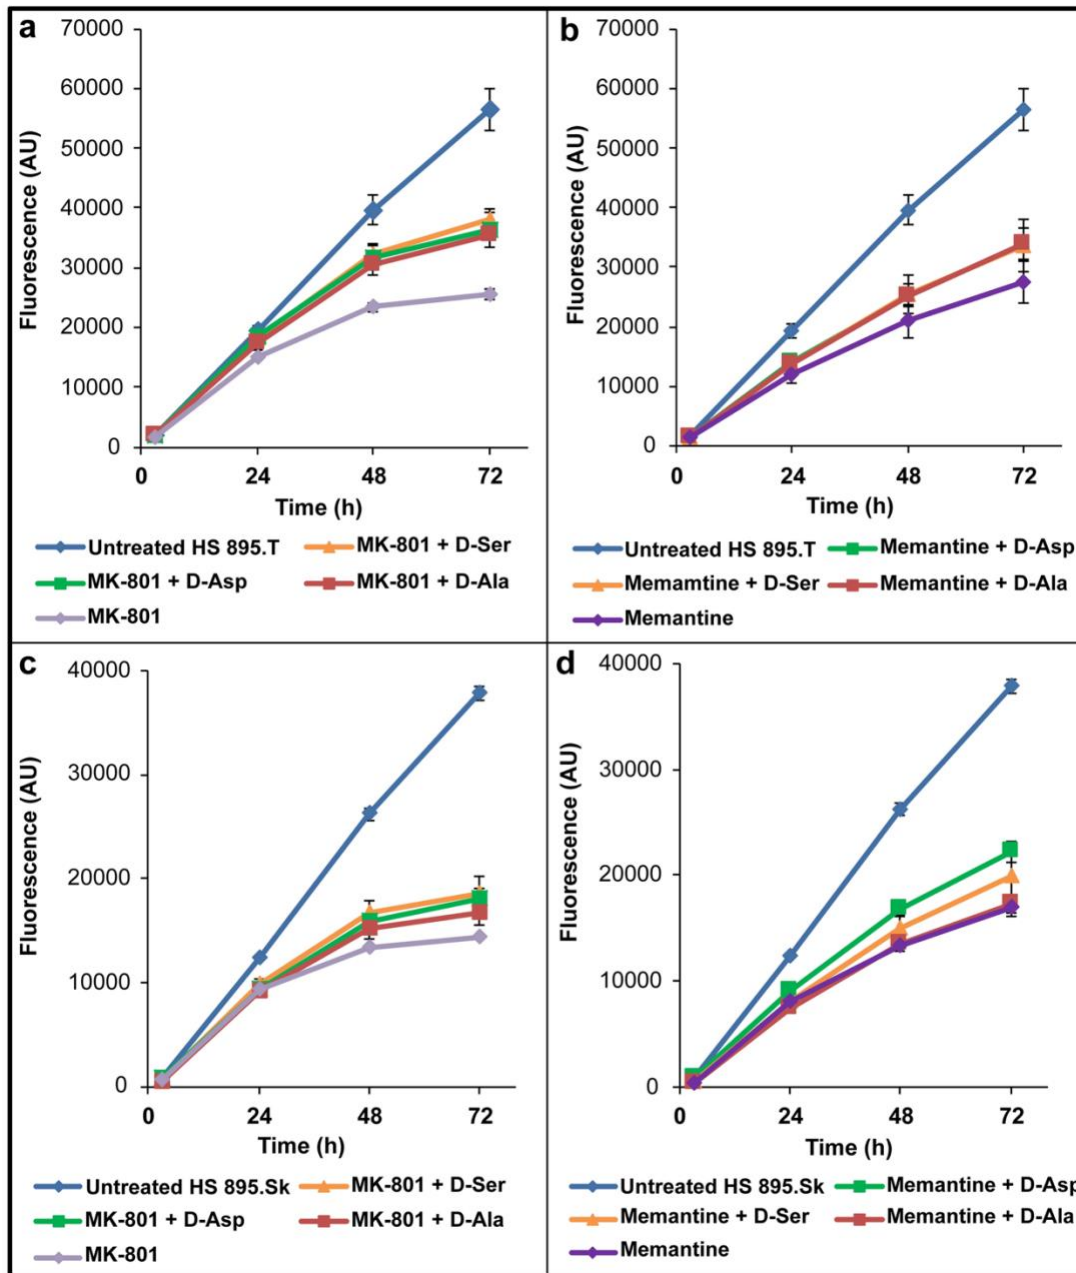 a
70000
60000
50000
40000
30000
20000
10000
0
Fluorescence (AU)
0 24 48 72
Time (h)
Untreated HS 895.T MK-801 + D-Ser
MK-801 + D-Asp MK-801 + D-Ala
MK-801
b
70000
60000
50000
40000
30000
20000
10000
0
Fluorescence (AU)
0 24 48 72
Time (h)
Untreated HS 895.T Memantine + D-Asp
Memamtine + D-Ser Memantine + D-Ala
Memantine
c
40000
30000
20000
10000
0
Fluorescence (AU)
0 24 48 72
Time (h)
Untreated HS 895.Sk MK-801 + D-Ser
MK-801 + D-Asp MK-801 + D-Ala
MK-801
d
40000
30000
20000
10000
0
Fluorescence (AU)
0 24 48 72
Time (h)
Untreated HS 895.Sk Memantine + D-Asp
Memantine + D-Ser Memantine + D-Ala
Memantine